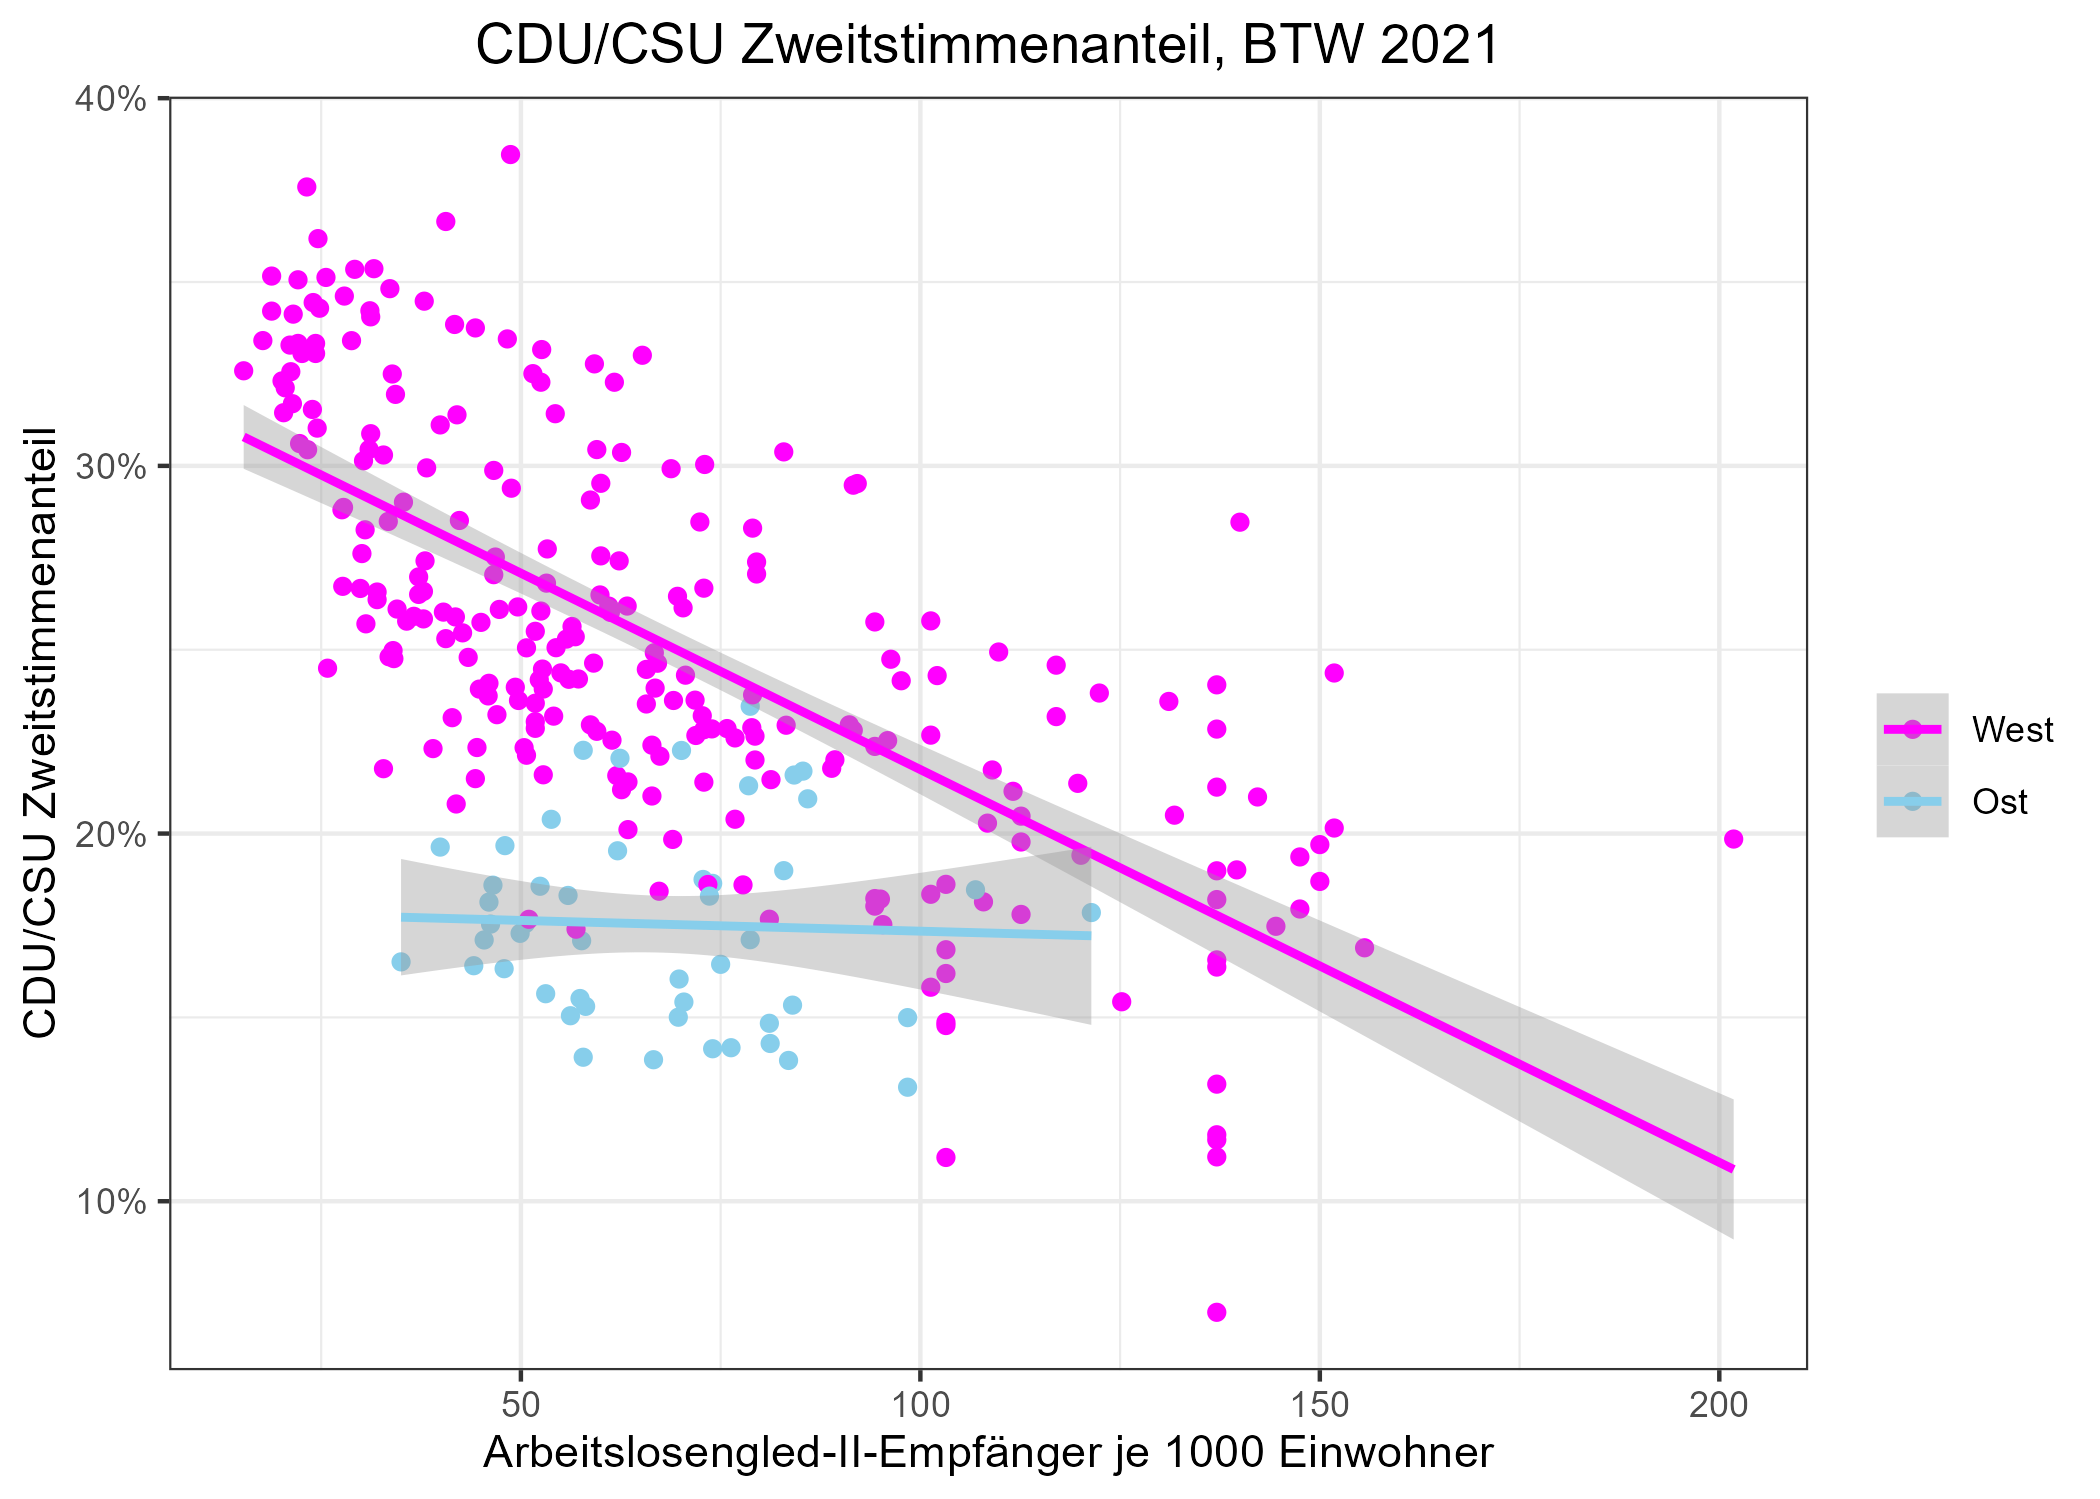 CDU/CSU Zweitstimmenanteil, BTW 2021
CDU/CSU Zweitstimmenanteil
40%
30%
20%
10%
50
100
150
200
Arbeitslosengled-II-Empfänger je 1000 Einwohner
West
Ost